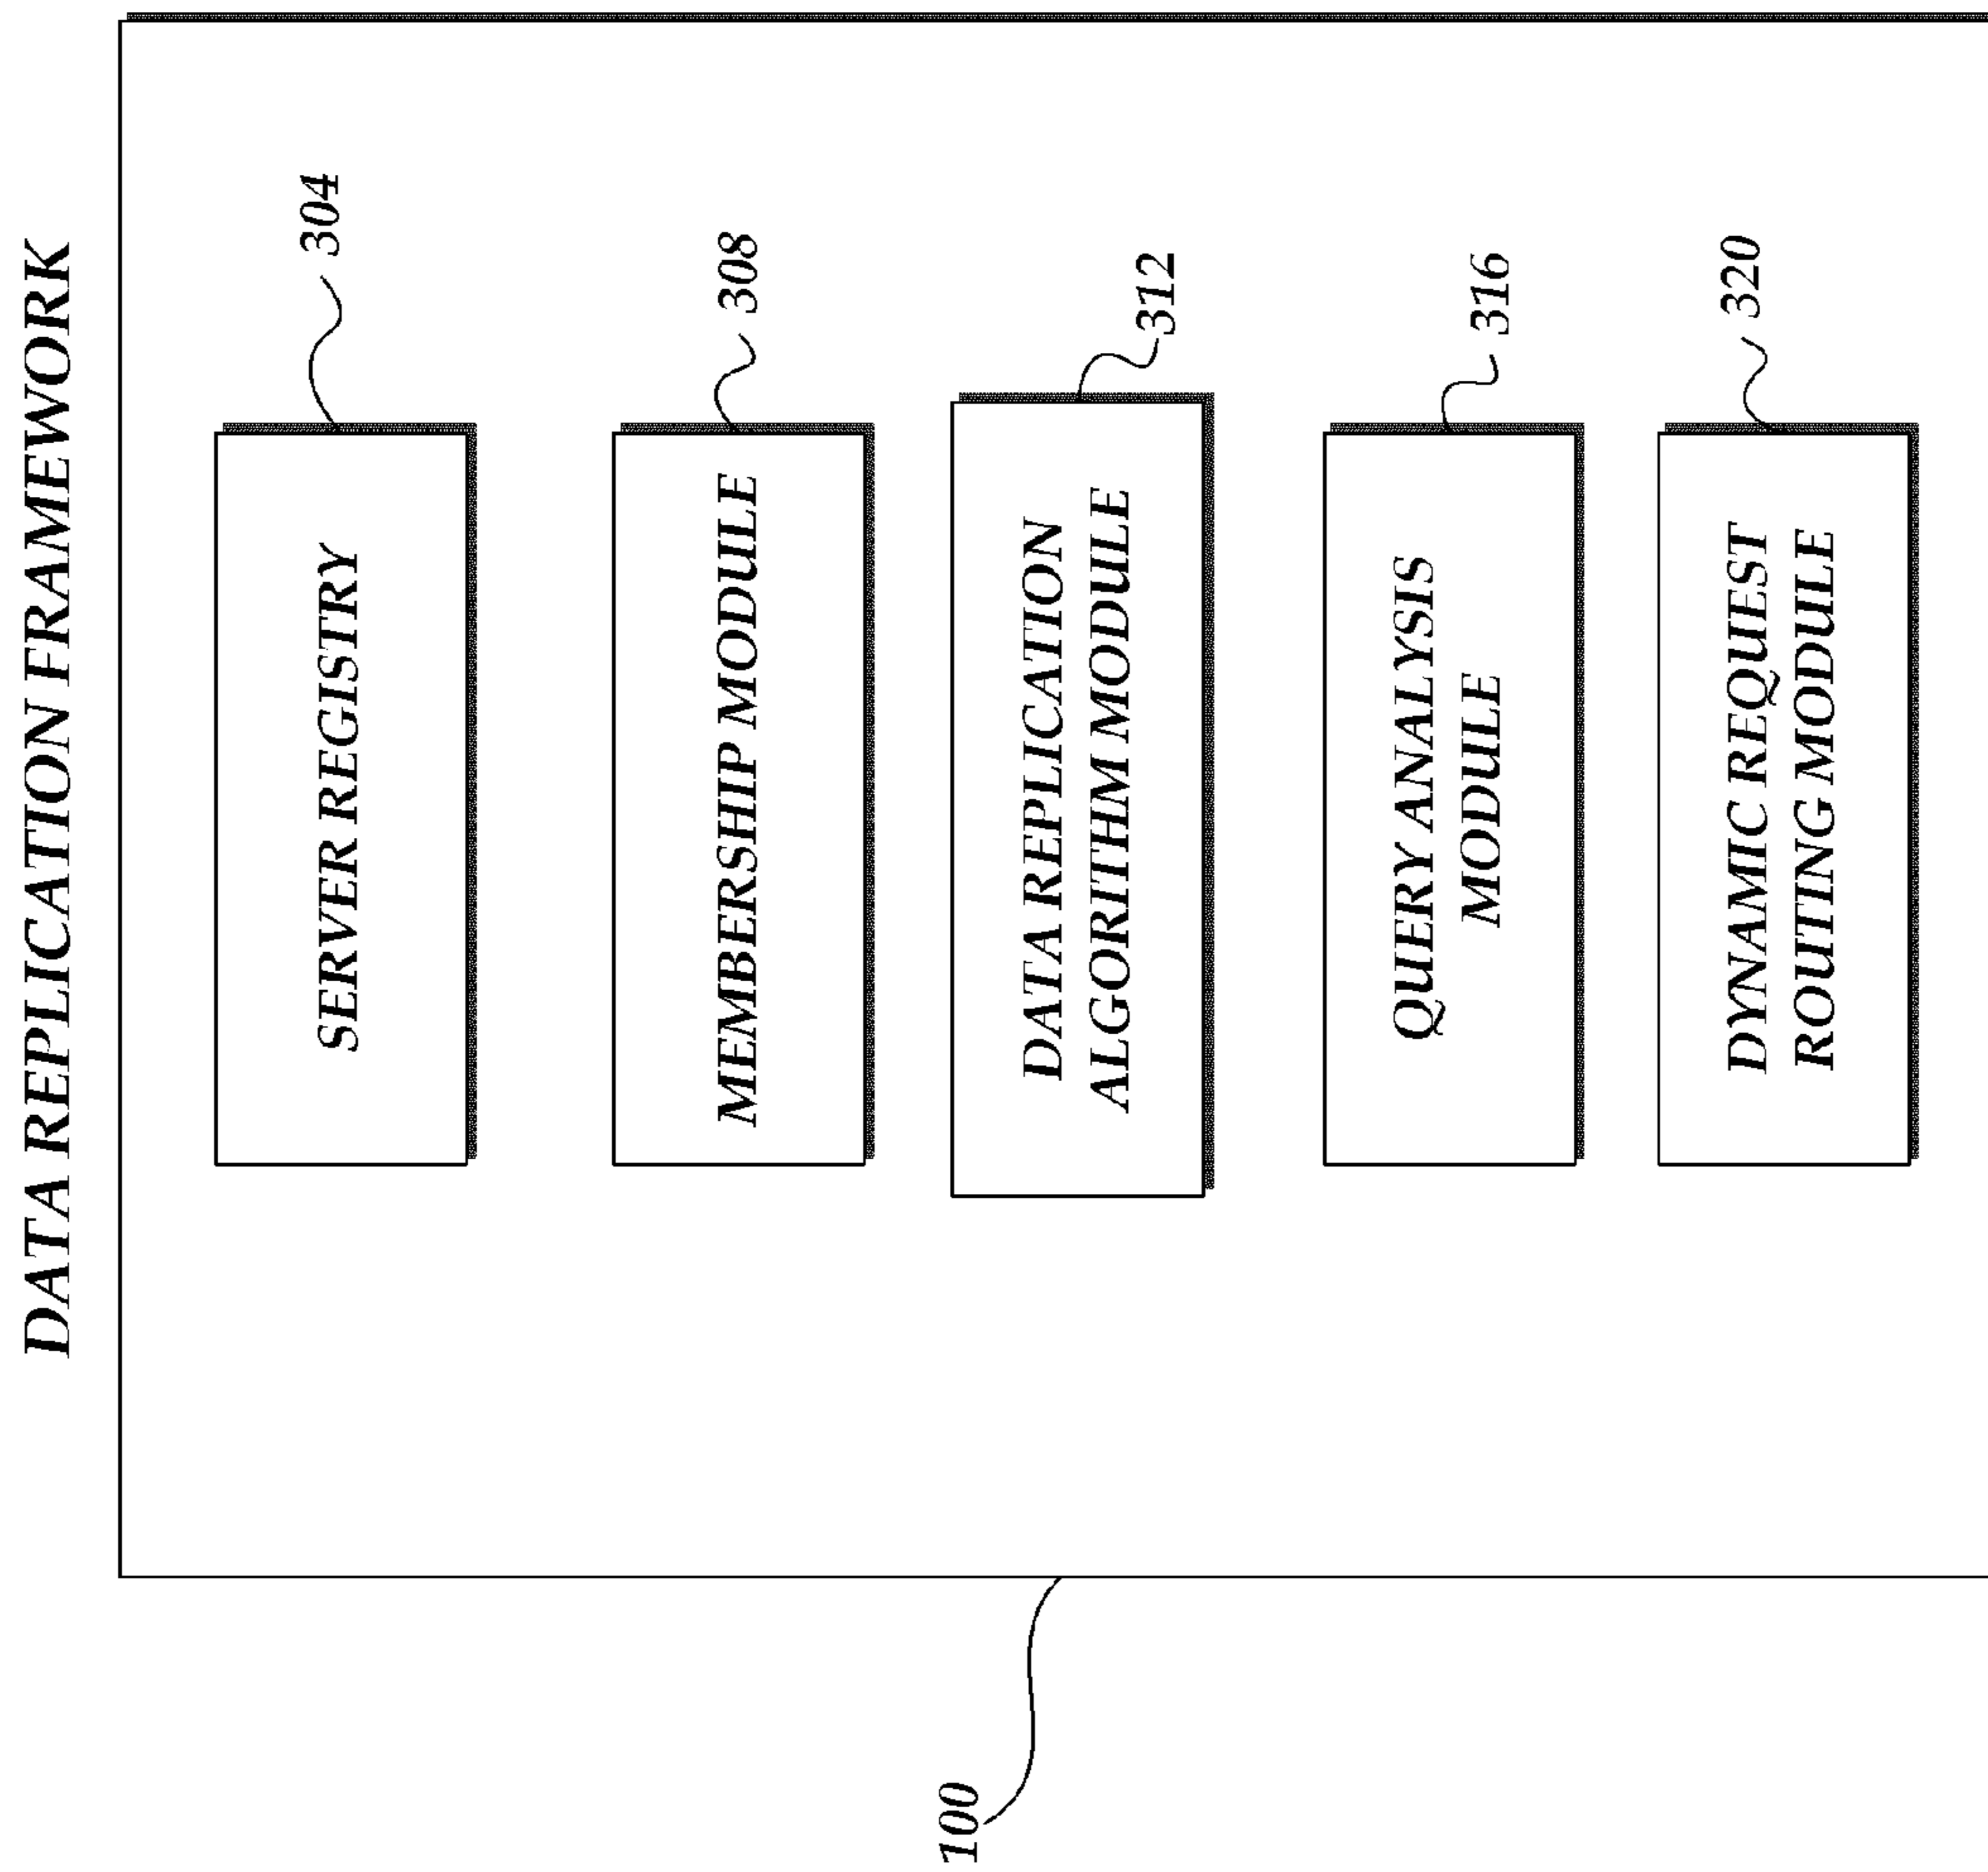 DATA REPLICATION FRAMEWORK
304
SERVER REGISTRY
308
MEMBERSHIP MODULE
312
DATA REPLICATION
ALGORITHM MODULE
316
QUERY ANALYSIS
MODULE
320
DYNAMIC REQUEST
ROUTING MODULE
100